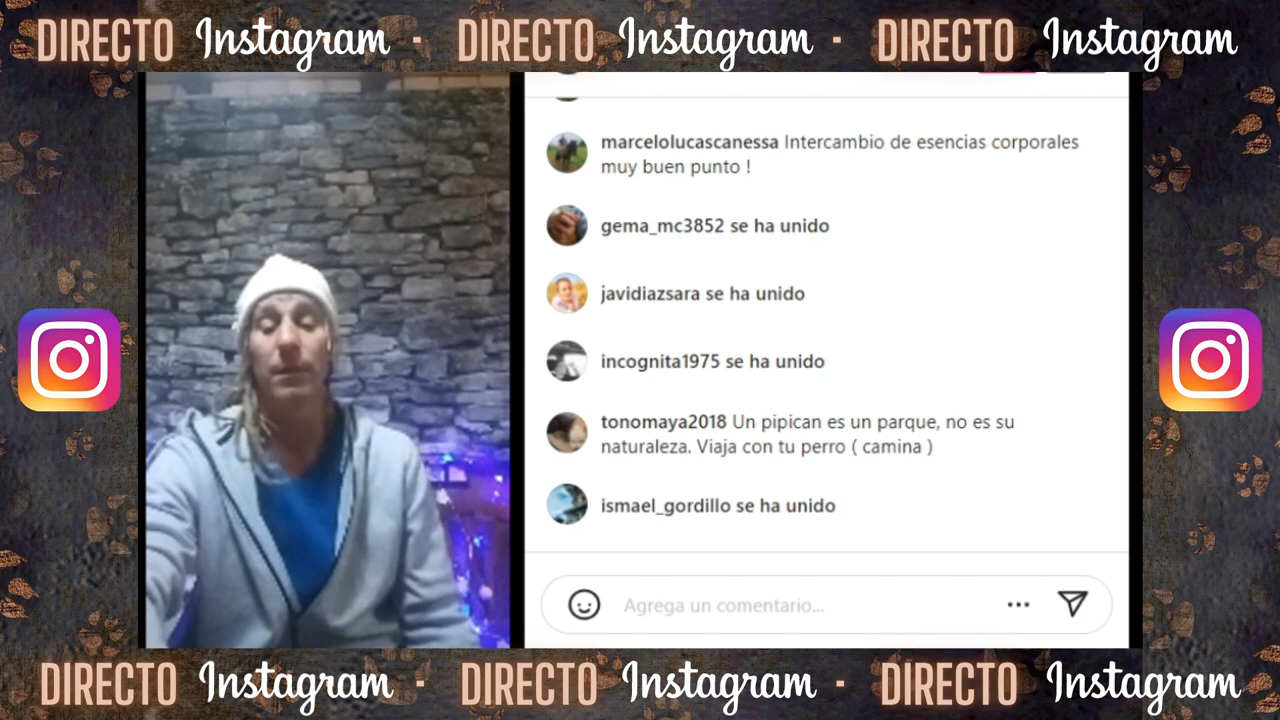 DIRECTO Instagram · DIRECTO Instagram · DIRECTO Instagram
marcelolucascanessa Intercambio de esencias corporales
muy buen punto !
gema_mc3852 se ha unido
javidiazsara se ha unido
incognita1975 se ha unido
tonomaya2018 Un pipican es un parque, no es su
naturaleza. Viaja con tu perro ( camina )
ismael_gordillo se ha unido
Agrega un comentario...
DIRECTO Instagram · DIRECTO Instagram · DIRECTO Instagram